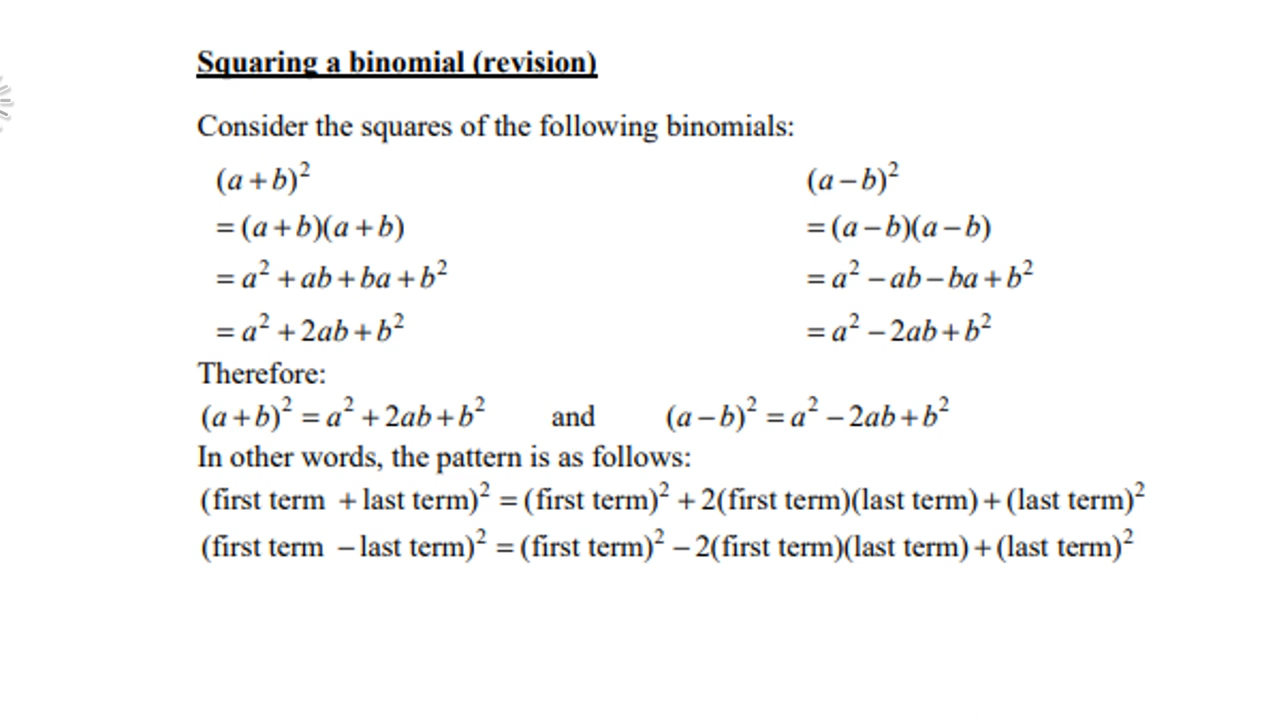 Squaring a binomial (revision)
Consider the squares of the following binomials:
(a+b)² (a−b)²
=(a+b)(a+b) =(a−b)(a−b)
=a²+ab+ba+b² =a²−ab−ba+b²
=a²+2ab+b² =a²−2ab+b²
Therefore:
(a+b)²=a²+2ab+b² and (a−b)²=a²−2ab+b²
In other words, the pattern is as follows:
(first term +last term)²=(first term)²+2(first term)(last term)+(last term)²
(first term −last term)²=(first term)²−2(first term)(last term)+(last term)²